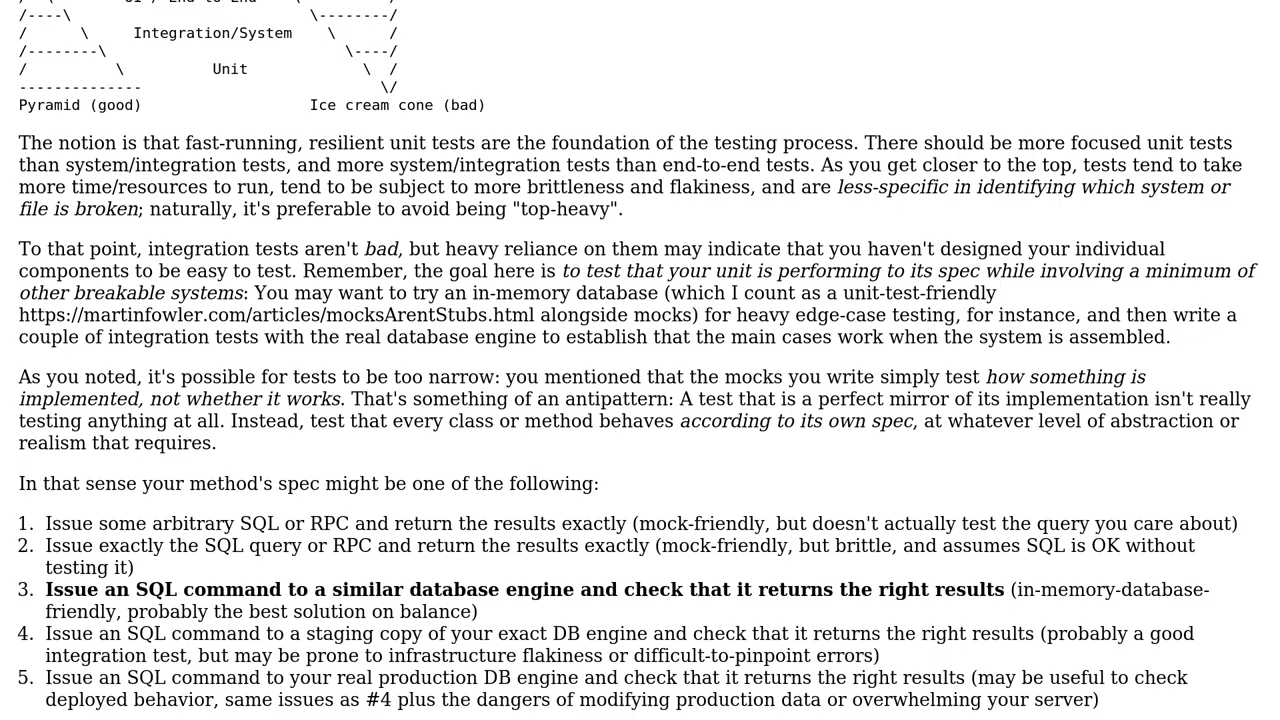 /----\                           \--------/
/      \     Integration/System    \      /
/--------\                           \----/
/          \          Unit             \  /
--------------                           \/
Pyramid (good)                   Ice cream cone (bad)
The notion is that fast-running, resilient unit tests are the foundation of the testing process. There should be more focused unit tests
than system/integration tests, and more system/integration tests than end-to-end tests. As you get closer to the top, tests tend to take
more time/resources to run, tend to be subject to more brittleness and flakiness, and are less-specific in identifying which system or
file is broken; naturally, it's preferable to avoid being "top-heavy".
To that point, integration tests aren't bad, but heavy reliance on them may indicate that you haven't designed your individual
components to be easy to test. Remember, the goal here is to test that your unit is performing to its spec while involving a minimum of
other breakable systems: You may want to try an in-memory database (which I count as a unit-test-friendly
https://martinfowler.com/articles/mocksArentStubs.html alongside mocks) for heavy edge-case testing, for instance, and then write a
couple of integration tests with the real database engine to establish that the main cases work when the system is assembled.
As you noted, it's possible for tests to be too narrow: you mentioned that the mocks you write simply test how something is
implemented, not whether it works. That's something of an antipattern: A test that is a perfect mirror of its implementation isn't really
testing anything at all. Instead, test that every class or method behaves according to its own spec, at whatever level of abstraction or
realism that requires.
In that sense your method's spec might be one of the following:
1. Issue some arbitrary SQL or RPC and return the results exactly (mock-friendly, but doesn't actually test the query you care about)
2. Issue exactly the SQL query or RPC and return the results exactly (mock-friendly, but brittle, and assumes SQL is OK without
testing it)
3. Issue an SQL command to a similar database engine and check that it returns the right results (in-memory-database-
friendly, probably the best solution on balance)
4. Issue an SQL command to a staging copy of your exact DB engine and check that it returns the right results (probably a good
integration test, but may be prone to infrastructure flakiness or difficult-to-pinpoint errors)
5. Issue an SQL command to your real production DB engine and check that it returns the right results (may be useful to check
deployed behavior, same issues as #4 plus the dangers of modifying production data or overwhelming your server)